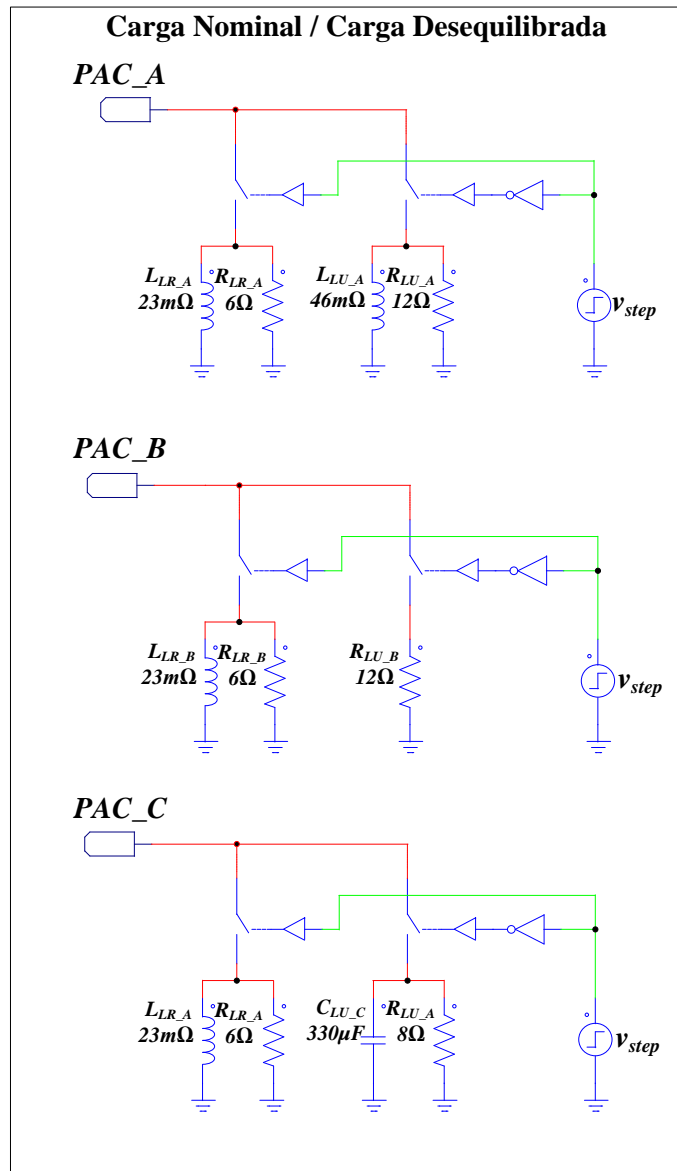 Carga Nominal / Carga Desequilibrada
PAC_A
L_LR_A R_LR_A L_LU_A R_LU_A
23mΩ 6Ω 46mΩ 12Ω
v_step
PAC_B
L_LR_B R_LR_B R_LU_B
23mΩ 6Ω 12Ω
v_step
PAC_C
L_LR_A R_LR_A C_LU_C R_LU_A
23mΩ 6Ω 330μF 8Ω
v_step